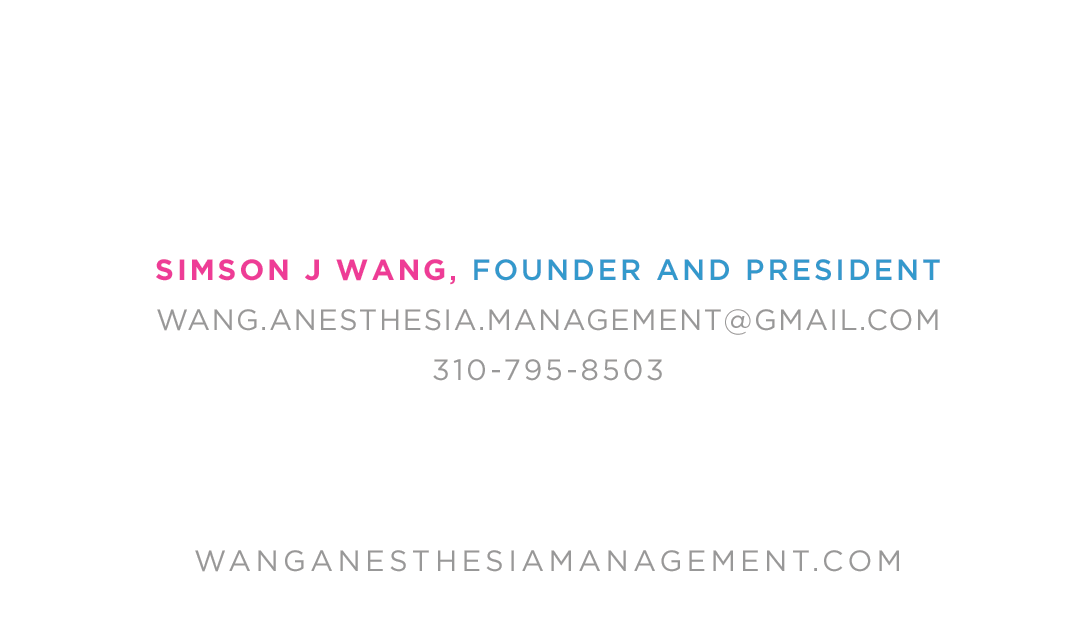 SIMSON J WANG, FOUNDER AND PRESIDENT
WANG.ANESTHESIA.MANAGEMENT@GMAIL.COM
310-795-8503
WANGANESTHESIAMANAGEMENT.COM